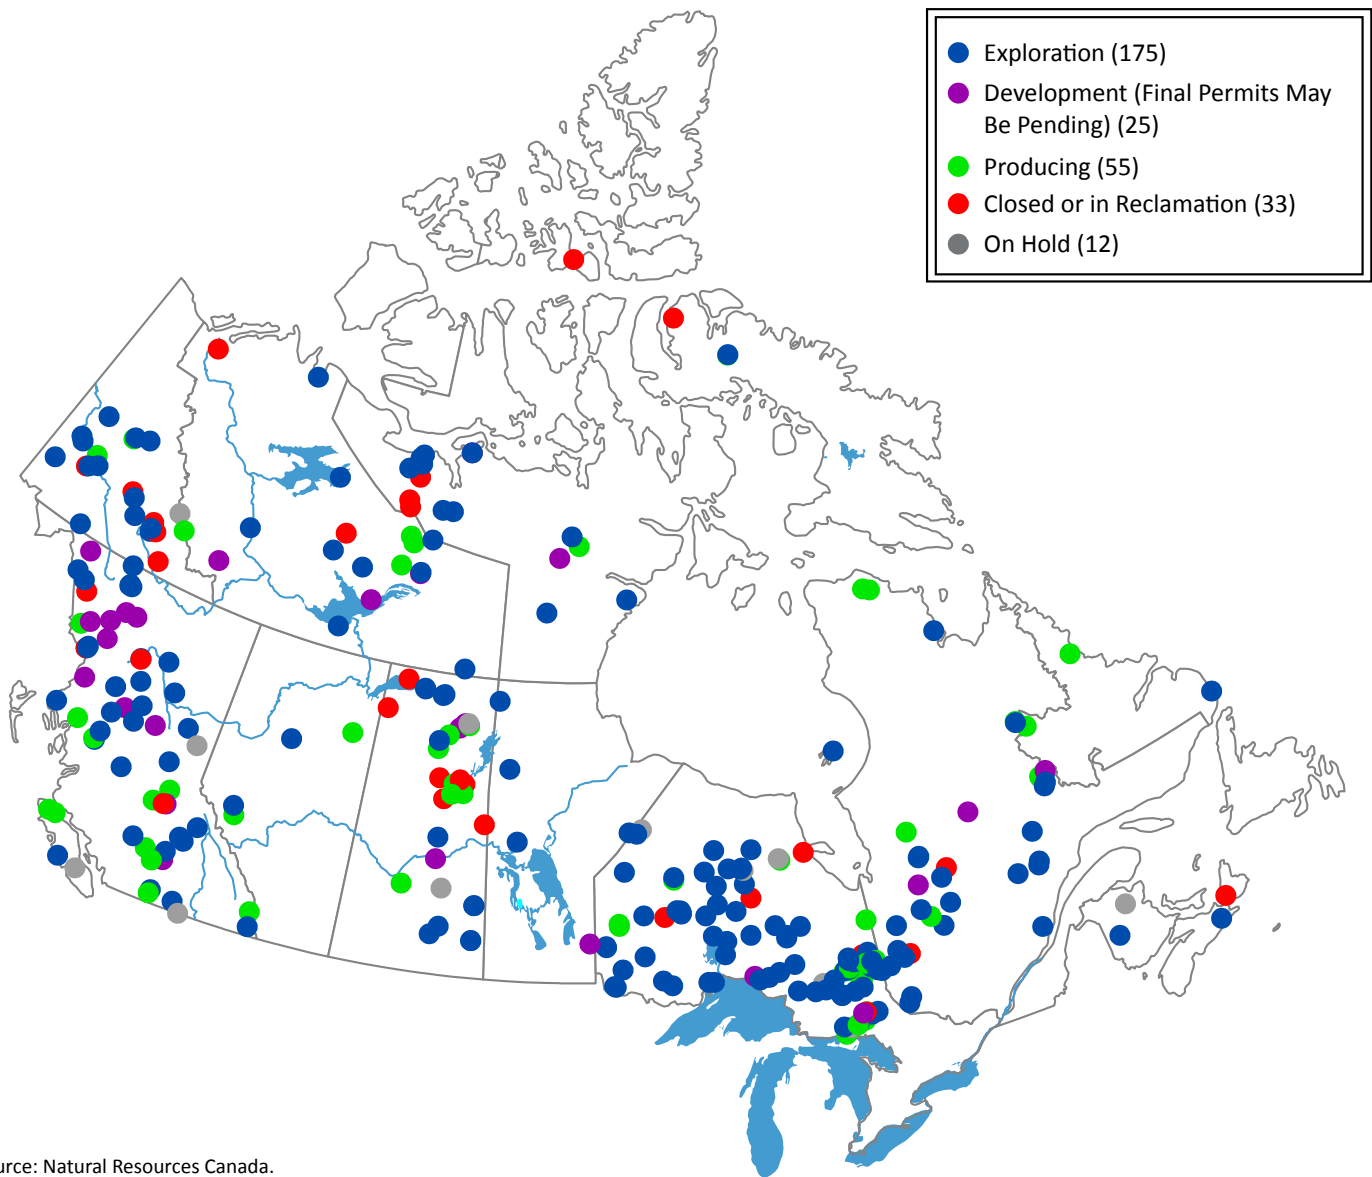 Exploration (175)
Development (Final Permits May
Be Pending) (25)
Producing (55)
Closed or in Reclamation (33)
On Hold (12)
urce: Natural Resources Canada.